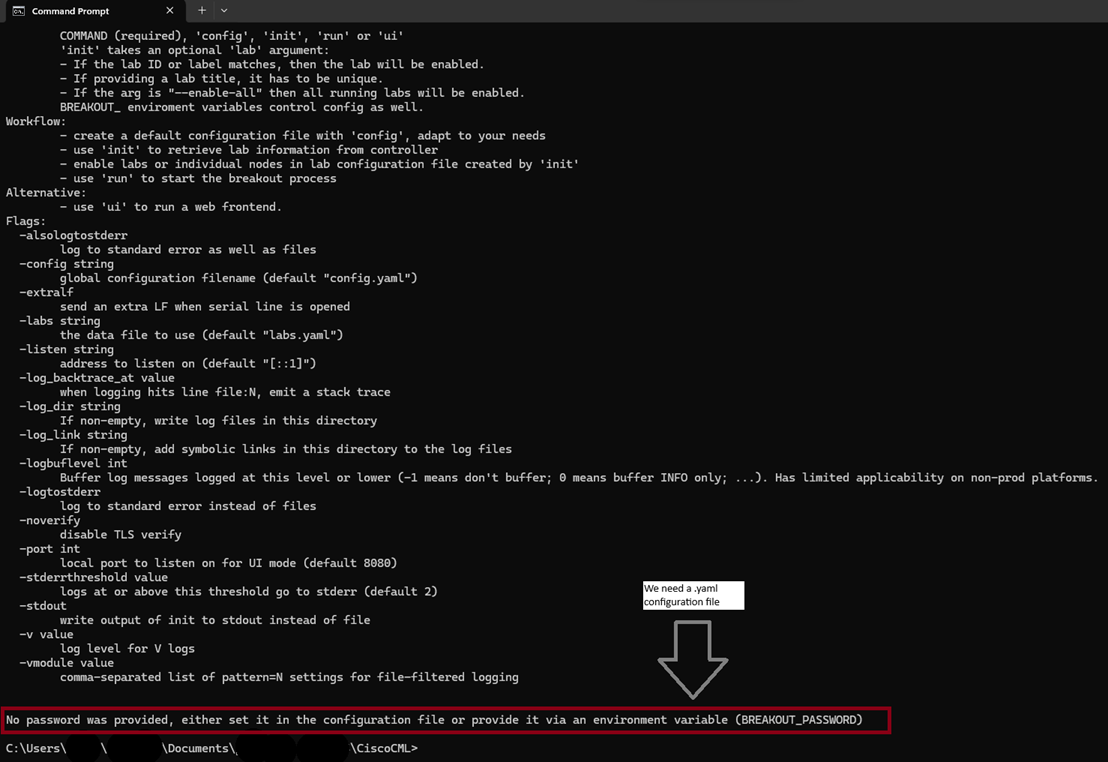 Command Prompt
COMMAND (required), 'config', 'init', 'run' or 'ui'
'init' takes an optional 'lab' argument:
- If the lab ID or label matches, then the lab will be enabled.
- If providing a lab title, it has to be unique.
- If the arg is "--enable-all" then all running labs will be enabled.
BREAKOUT_ enviroment variables control config as well.
Workflow:
- create a default configuration file with 'config', adapt to your needs
- use 'init' to retrieve lab information from controller
- enable labs or individual nodes in lab configuration file created by 'init'
- use 'run' to start the breakout process
Alternative:
- use 'ui' to run a web frontend.
Flags:
-alsologtostderr
log to standard error as well as files
-config string
global configuration filename (default "config.yaml")
-extralf
send an extra LF when serial line is opened
-labs string
the data file to use (default "labs.yaml")
-listen string
address to listen on (default "[::1]")
-log_backtrace_at value
when logging hits line file:N, emit a stack trace
-log_dir string
If non-empty, write log files in this directory
-log_link string
If non-empty, add symbolic links in this directory to the log files
-logbuflevel int
Buffer log messages logged at this level or lower (-1 means don't buffer; 0 means buffer INFO only; ...). Has limited applicability on non-prod platforms.
-logtostderr
log to standard error instead of files
-noverify
disable TLS verify
-port int
local port to listen on for UI mode (default 8080)
-stderrthreshold value
logs at or above this threshold go to stderr (default 2)
-stdout
write output of init to stdout instead of file
-v value
log level for V logs
-vmodule value
comma-separated list of pattern=N settings for file-filtered logging
We need a .yaml
configuration file
No password was provided, either set it in the configuration file or provide it via an environment variable (BREAKOUT_PASSWORD)
C:\Users\ \ \Documents\ \CiscoCML>